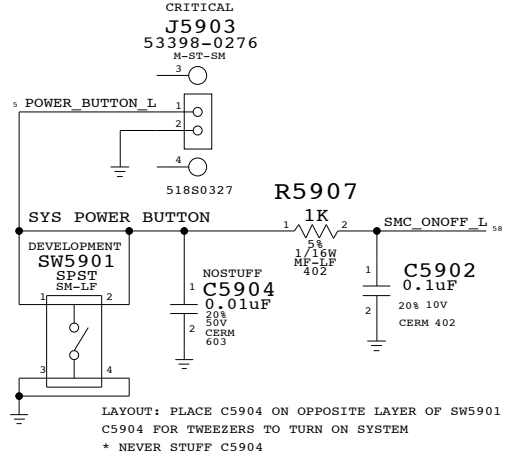 CRITICAL
J5903
53398-0276
M-ST-SM
3
5 POWER_BUTTON_L 1
2
4
518S0327
R5907
SYS POWER BUTTON
1 1K 2
SMC_ONOFF_L 58
5%
1/16W
MF-LF
402
DEVELOPMENT
SW5901
SPST
SM-LF
1 2
3 4
NOSTUFF
1 C5904
0.01uF
20%
50V
2 CERM
603
1 C5902
0.1uF
20% 10V
2
CERM 402
LAYOUT: PLACE C5904 ON OPPOSITE LAYER OF SW5901
C5904 FOR TWEEZERS TO TURN ON SYSTEM
* NEVER STUFF C5904